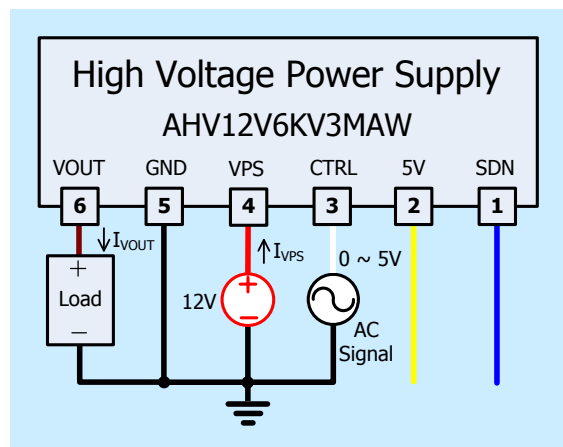 High Voltage Power Supply
AHV12V6KV3MAW
VOUT GND VPS CTRL 5V SDN
6 5 4 3 2 1
IVOUT IVPS 0 ~ 5V
+ +
Load 12V
− −
AC
Signal